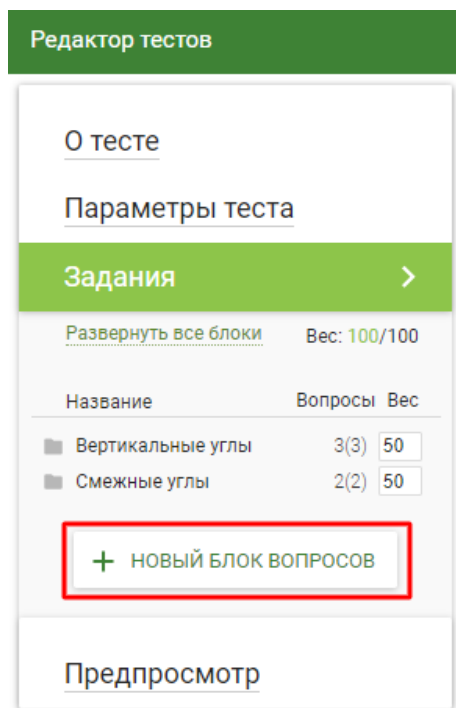 Редактор тестов
О тесте
Параметры теста
Задания
Развернуть все блоки Вес: 100/100
Название Вопросы Вес
Вертикальные углы 3(3) 50
Смежные углы 2(2) 50
+ НОВЫЙ БЛОК ВОПРОСОВ
Предпросмотр